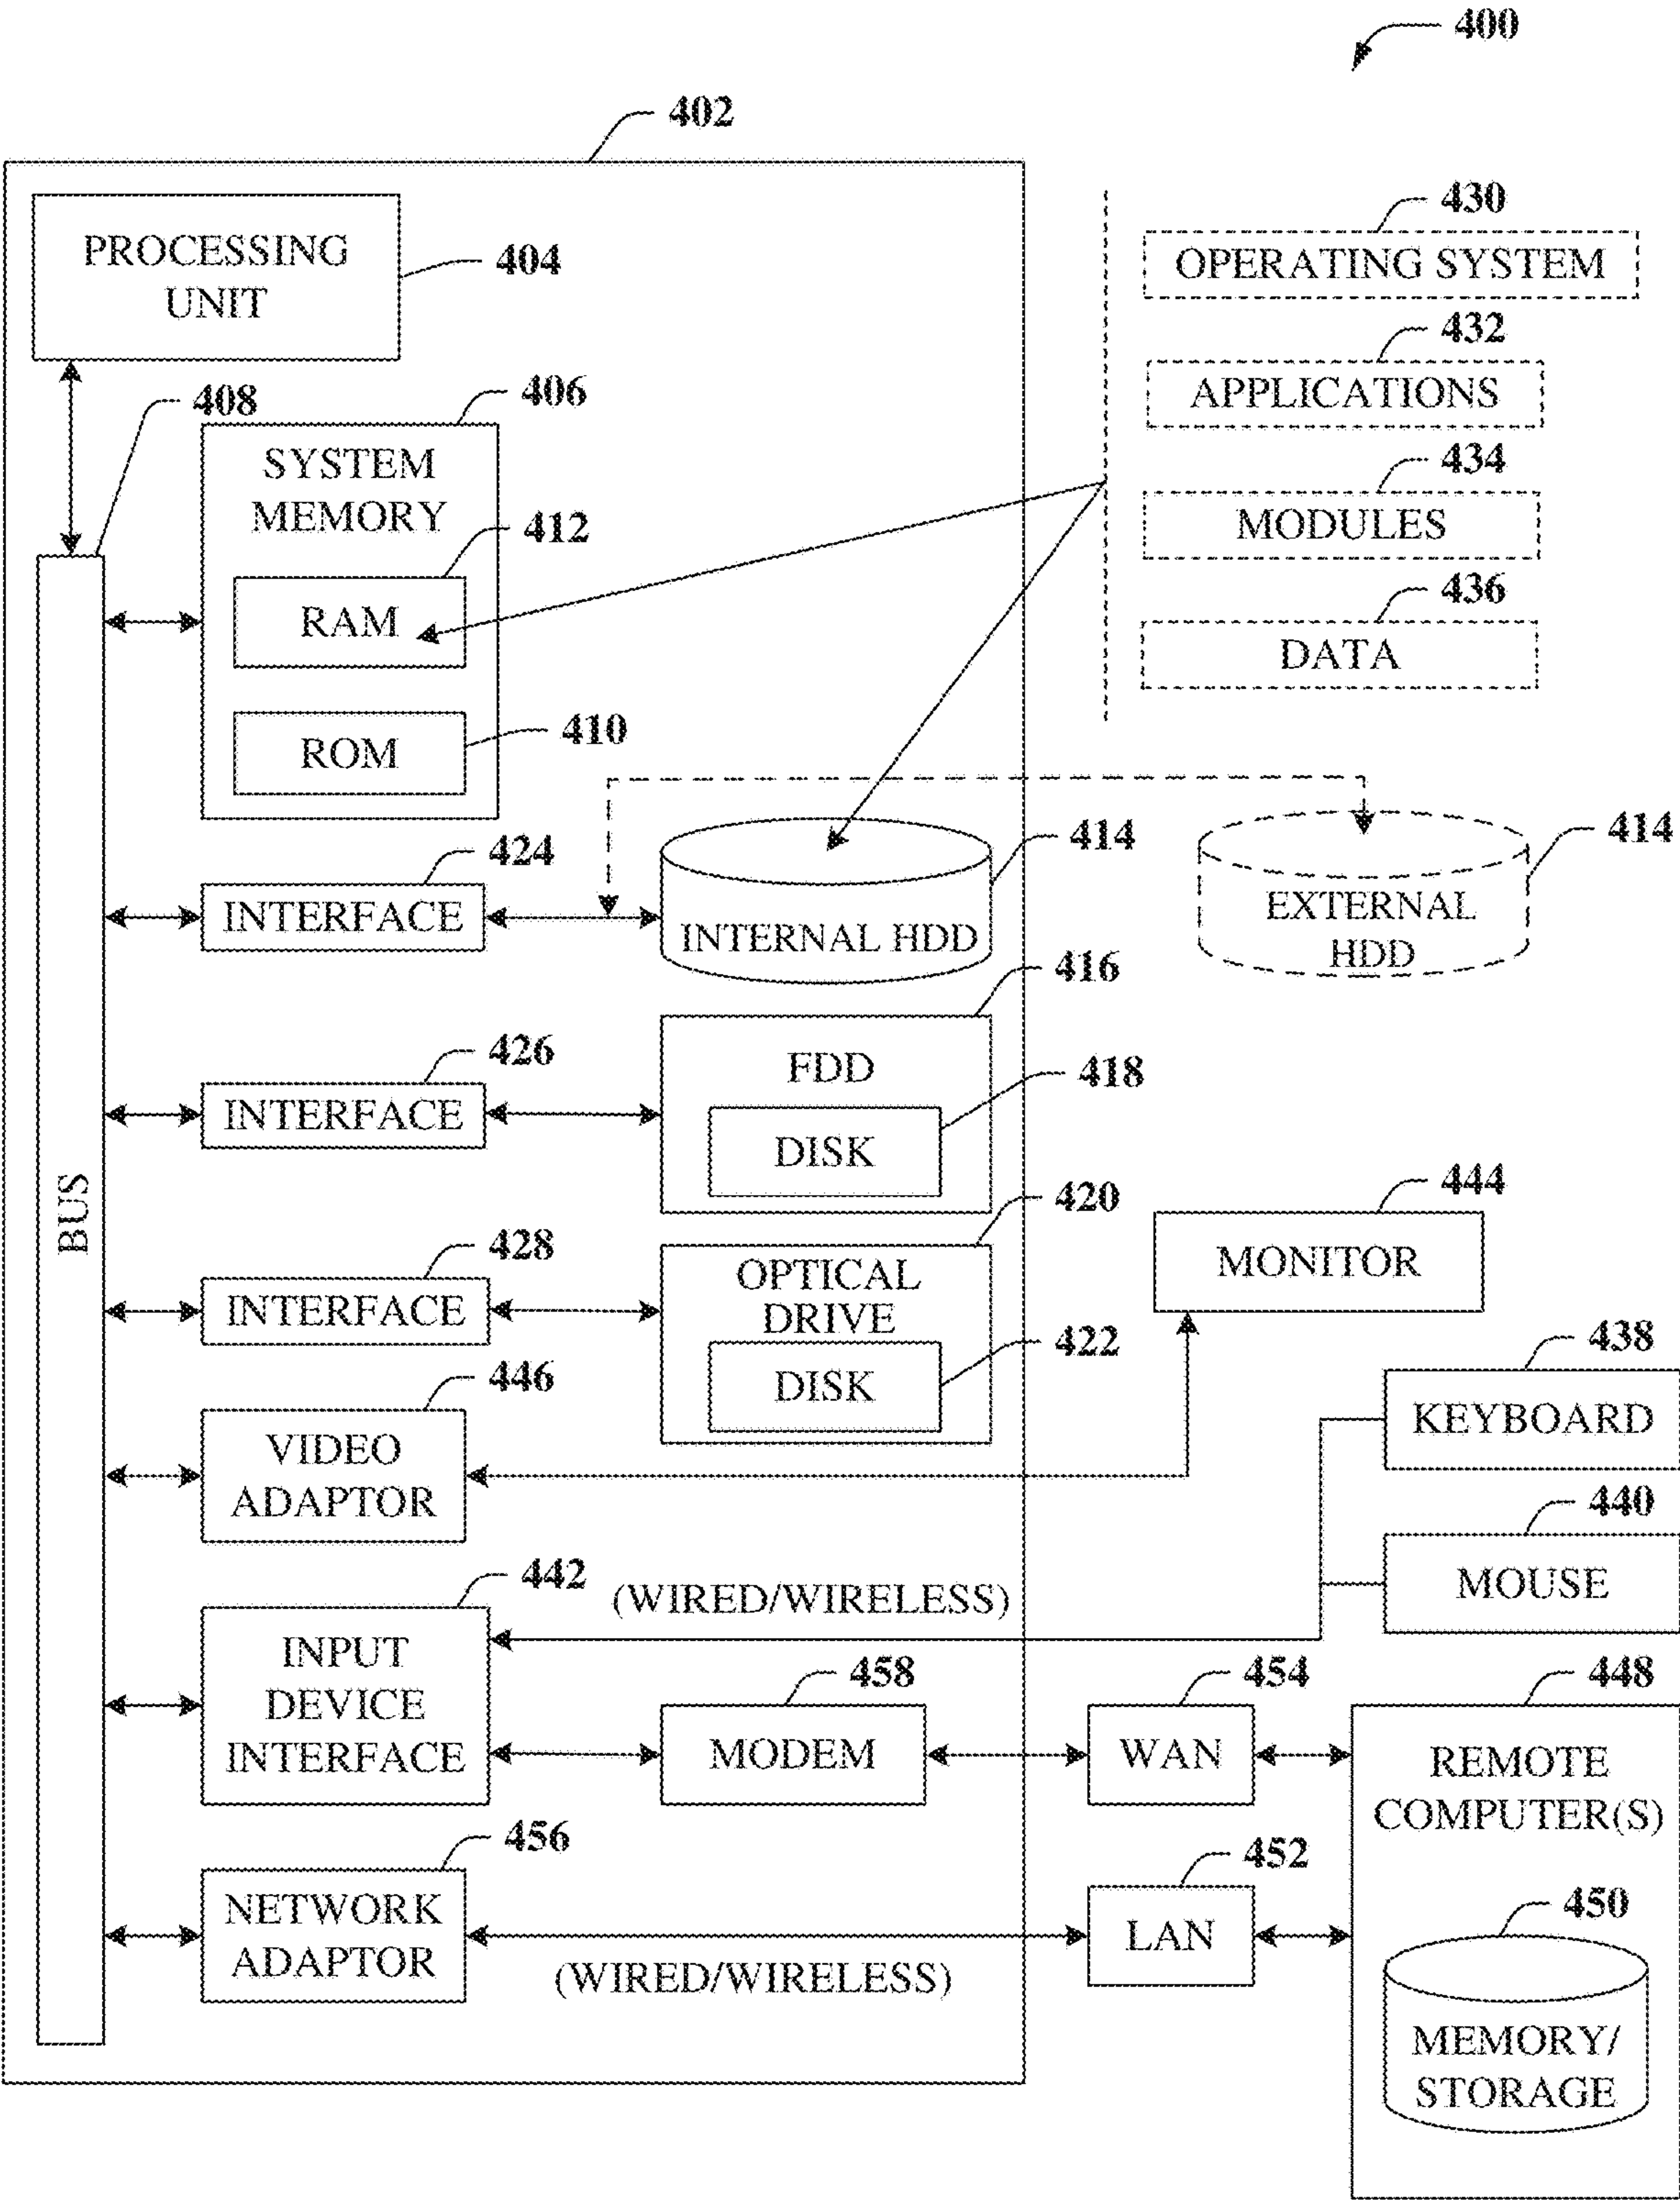 400
402
PROCESSING
UNIT
404
430
OPERATING SYSTEM
432
APPLICATIONS
434
MODULES
436
DATA
408
406
SYSTEM
MEMORY
412
RAM
410
ROM
BUS
424
INTERFACE
414
INTERNAL HDD
414
EXTERNAL
HDD
426
INTERFACE
416
FDD
418
DISK
428
INTERFACE
420
OPTICAL
DRIVE
422
DISK
444
MONITOR
446
VIDEO
ADAPTOR
438
KEYBOARD
440
MOUSE
442
INPUT
DEVICE
INTERFACE
(WIRED/WIRELESS)
458
MODEM
454
WAN
448
REMOTE
COMPUTER(S)
456
NETWORK
ADAPTOR
(WIRED/WIRELESS)
452
LAN
450
MEMORY/
STORAGE